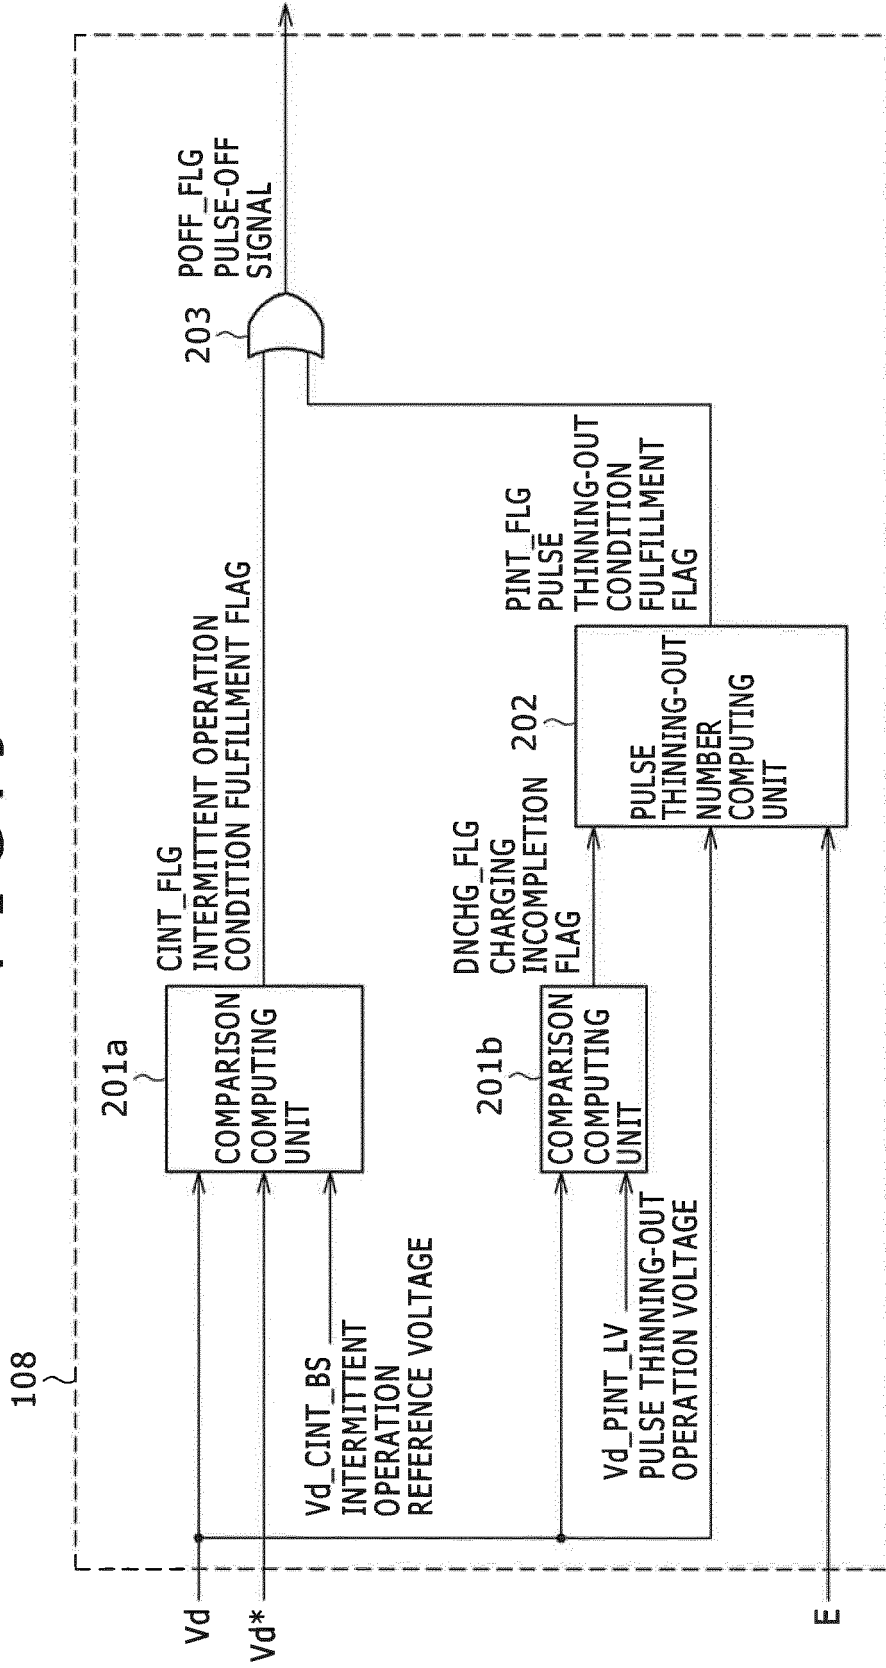 108
Vd
Vd*
E
Vd_CINT_BS
INTERMITTENT
OPERATION
REFERENCE VOLTAGE
201a
COMPARISON
COMPUTING
UNIT
CINT_FLG
INTERMITTENT OPERATION
CONDITION FULFILLMENT FLAG
Vd_PINT_LV
PULSE THINNING-OUT
OPERATION VOLTAGE
201b
COMPARISON
COMPUTING
UNIT
DNCHG_FLG
CHARGING
INCOMPLETION
FLAG
202
PULSE
THINNING-OUT
NUMBER
COMPUTING
UNIT
PINT_FLG
PULSE
THINNING-OUT
CONDITION
FULFILLMENT
FLAG
203
POFF_FLG
PULSE-OFF
SIGNAL